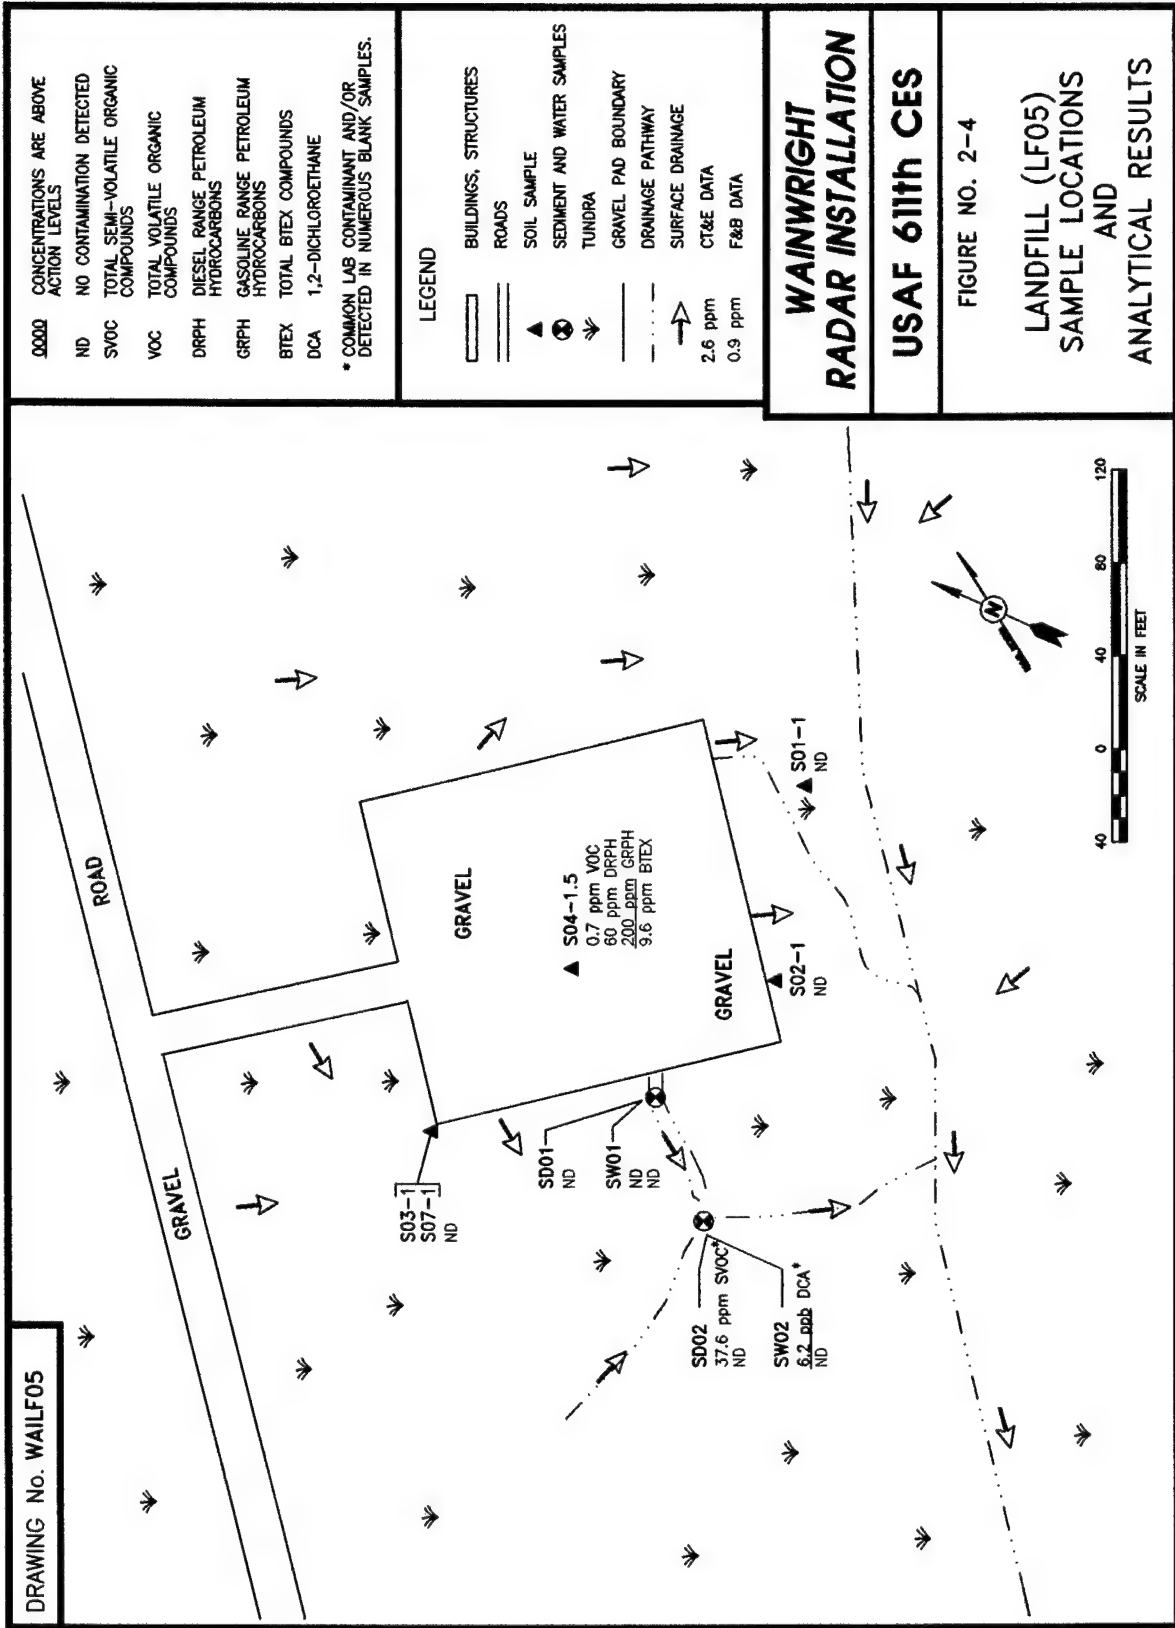 DRAWING No. WAILF05
ROAD
GRAVEL
GRAVEL
GRAVEL
S03-1
S07-1
ND
S04-1.5
0.7 ppm VOC
60 ppm DRPH
200 ppm GRPH
9.6 ppm BTEX
SD01
ND
SW01
ND
ND
S02-1
ND
S01-1
ND
SD02
37.6 ppm SVOC*
ND
SW02
6.2 ppb DCA*
ND
N
40 0 40 80 120
SCALE IN FEET
0000 CONCENTRATIONS ARE ABOVE
ACTION LEVELS
ND NO CONTAMINATION DETECTED
SVOC TOTAL SEMI-VOLATILE ORGANIC
COMPOUNDS
VOC TOTAL VOLATILE ORGANIC
COMPOUNDS
DRPH DIESEL RANGE PETROLEUM
HYDROCARBONS
GRPH GASOLINE RANGE PETROLEUM
HYDROCARBONS
BTEX TOTAL BTEX COMPOUNDS
DCA 1,2-DICHLOROETHANE
* COMMON LAB CONTAMINANT AND/OR
DETECTED IN NUMEROUS BLANK SAMPLES.
LEGEND
BUILDINGS, STRUCTURES
ROADS
SOIL SAMPLE
SEDIMENT AND WATER SAMPLES
TUNDRA
GRAVEL PAD BOUNDARY
DRAINAGE PATHWAY
SURFACE DRAINAGE
2.6 ppm CT&E DATA
0.9 ppm F&B DATA
WAINWRIGHT
RADAR INSTALLATION
USAF 611th CES
FIGURE NO. 2-4
LANDFILL (LF05)
SAMPLE LOCATIONS
AND
ANALYTICAL RESULTS